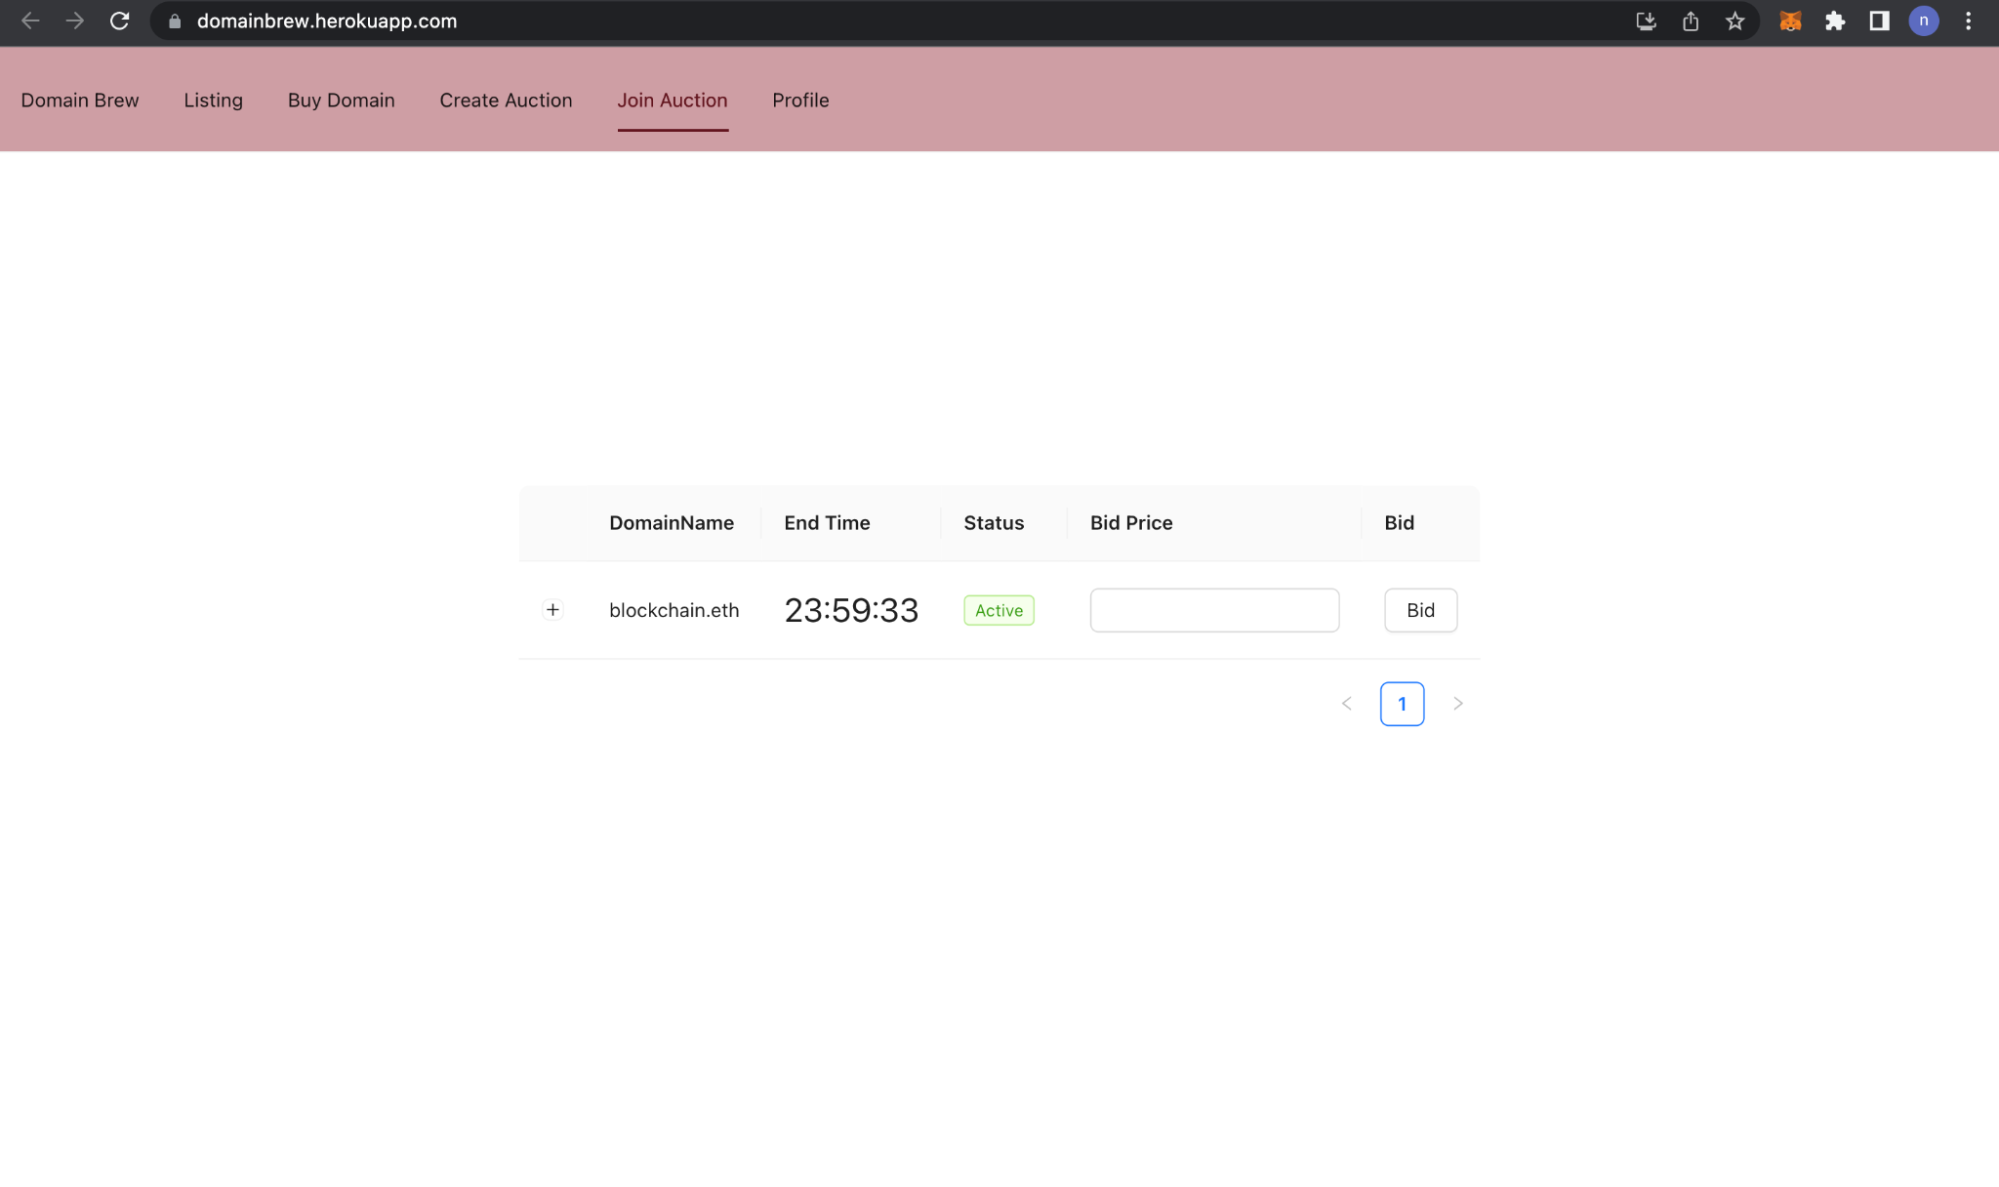 domainbrew.herokuapp.com
n
Domain Brew Listing Buy Domain Create Auction Join Auction Profile
DomainName End Time Status Bid Price Bid
blockchain.eth 23:59:33 Active Bid
1